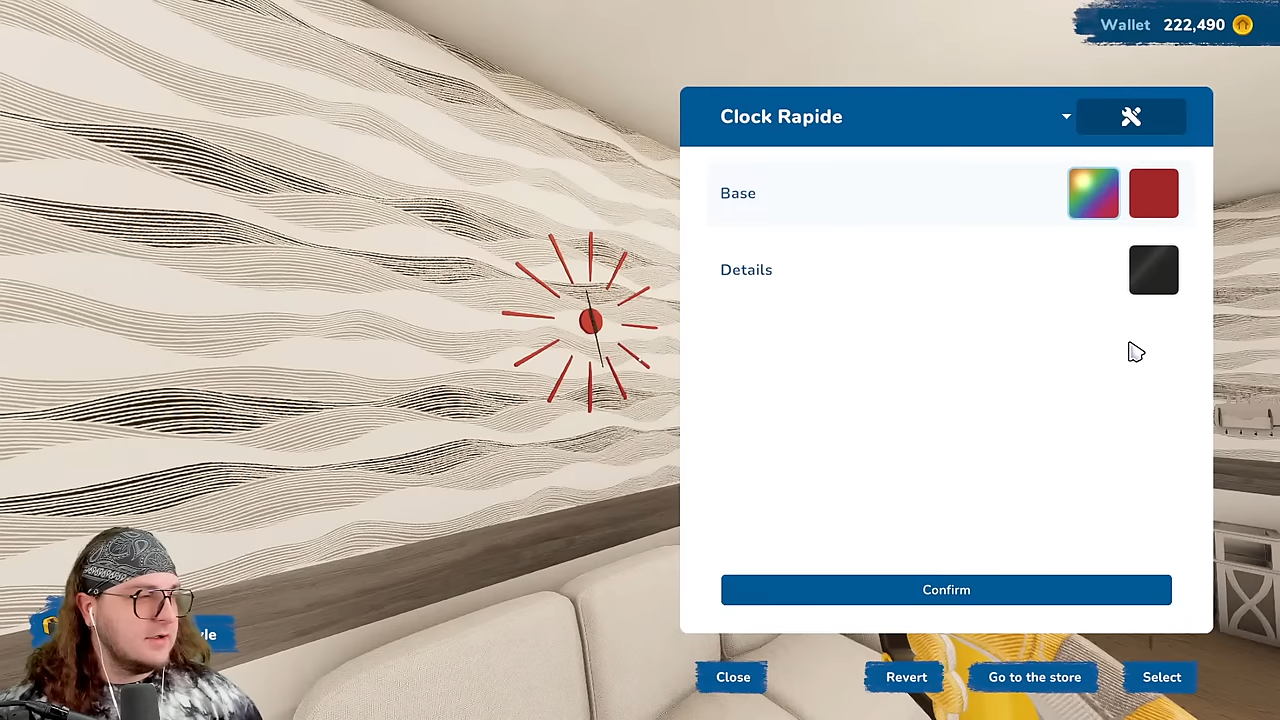 Wallet 222,490
Clock Rapide
Base
Details
Confirm
Close
Revert
Go to the store
Select